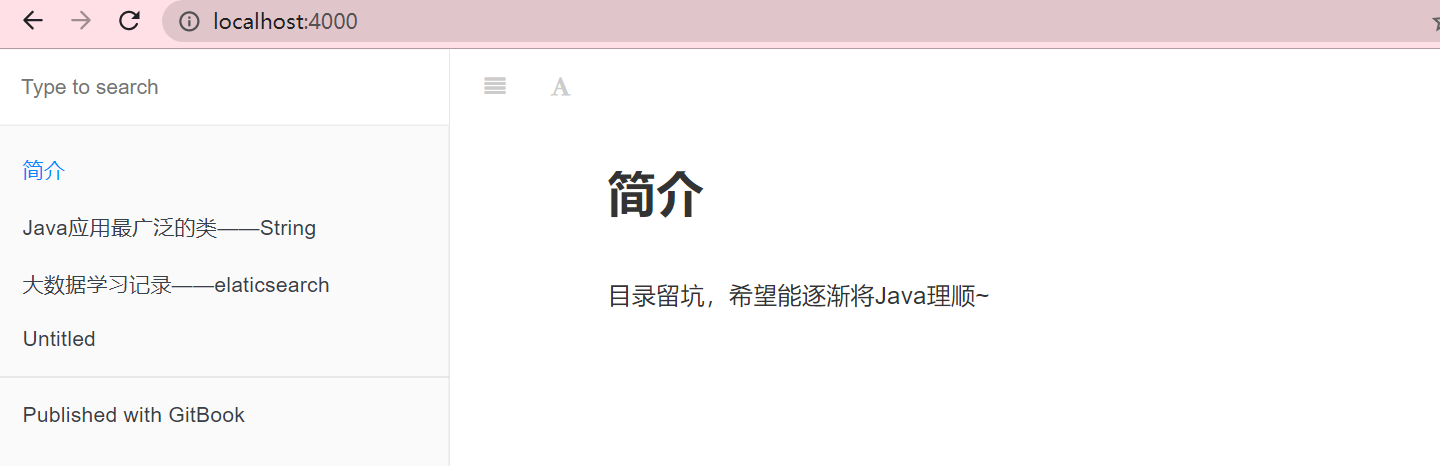 localhost:4000
Type to search
简介
Java应用最广泛的类——String
大数据学习记录——elaticsearch
Untitled
Published with GitBook
A
简介
目录留坑，希望能逐渐将Java理顺~